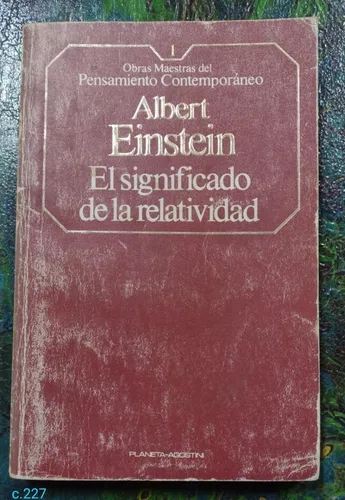 1
Obras Maestras del
Pensamiento Contemporáneo
Albert
Einstein
El significado
de la relatividad
PLANETA-AGOSTINI
c.227